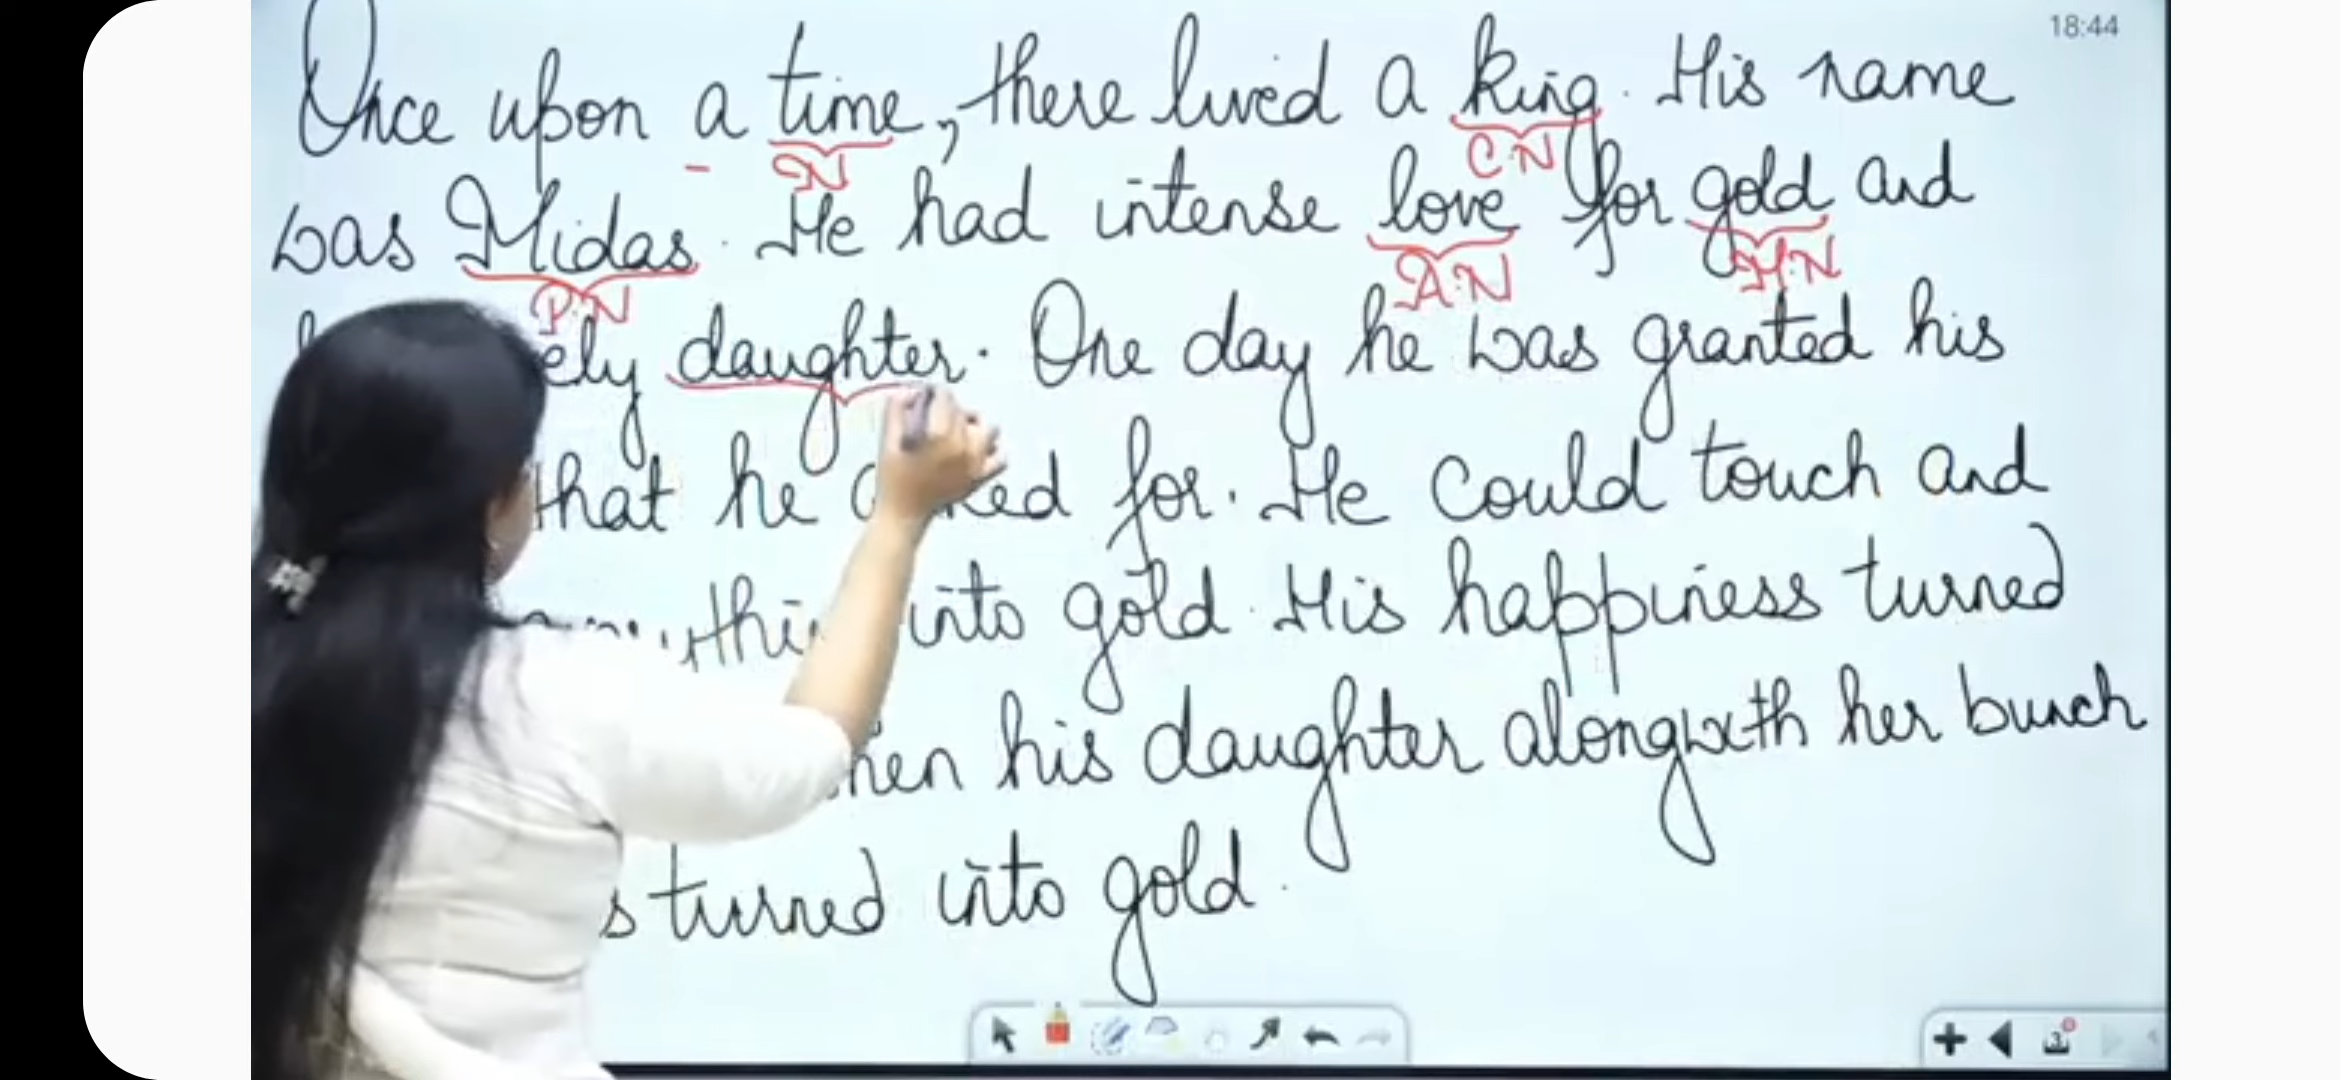 18:44
Once upon a time, there lived a king. His name
N C.N
was Midas. He had intense love for gold and
P.N A.N M.N
daughter. One day he was granted his
that he for. He could touch and
into gold. His happiness turned
his daughter alongwith her bunch
turned into gold.